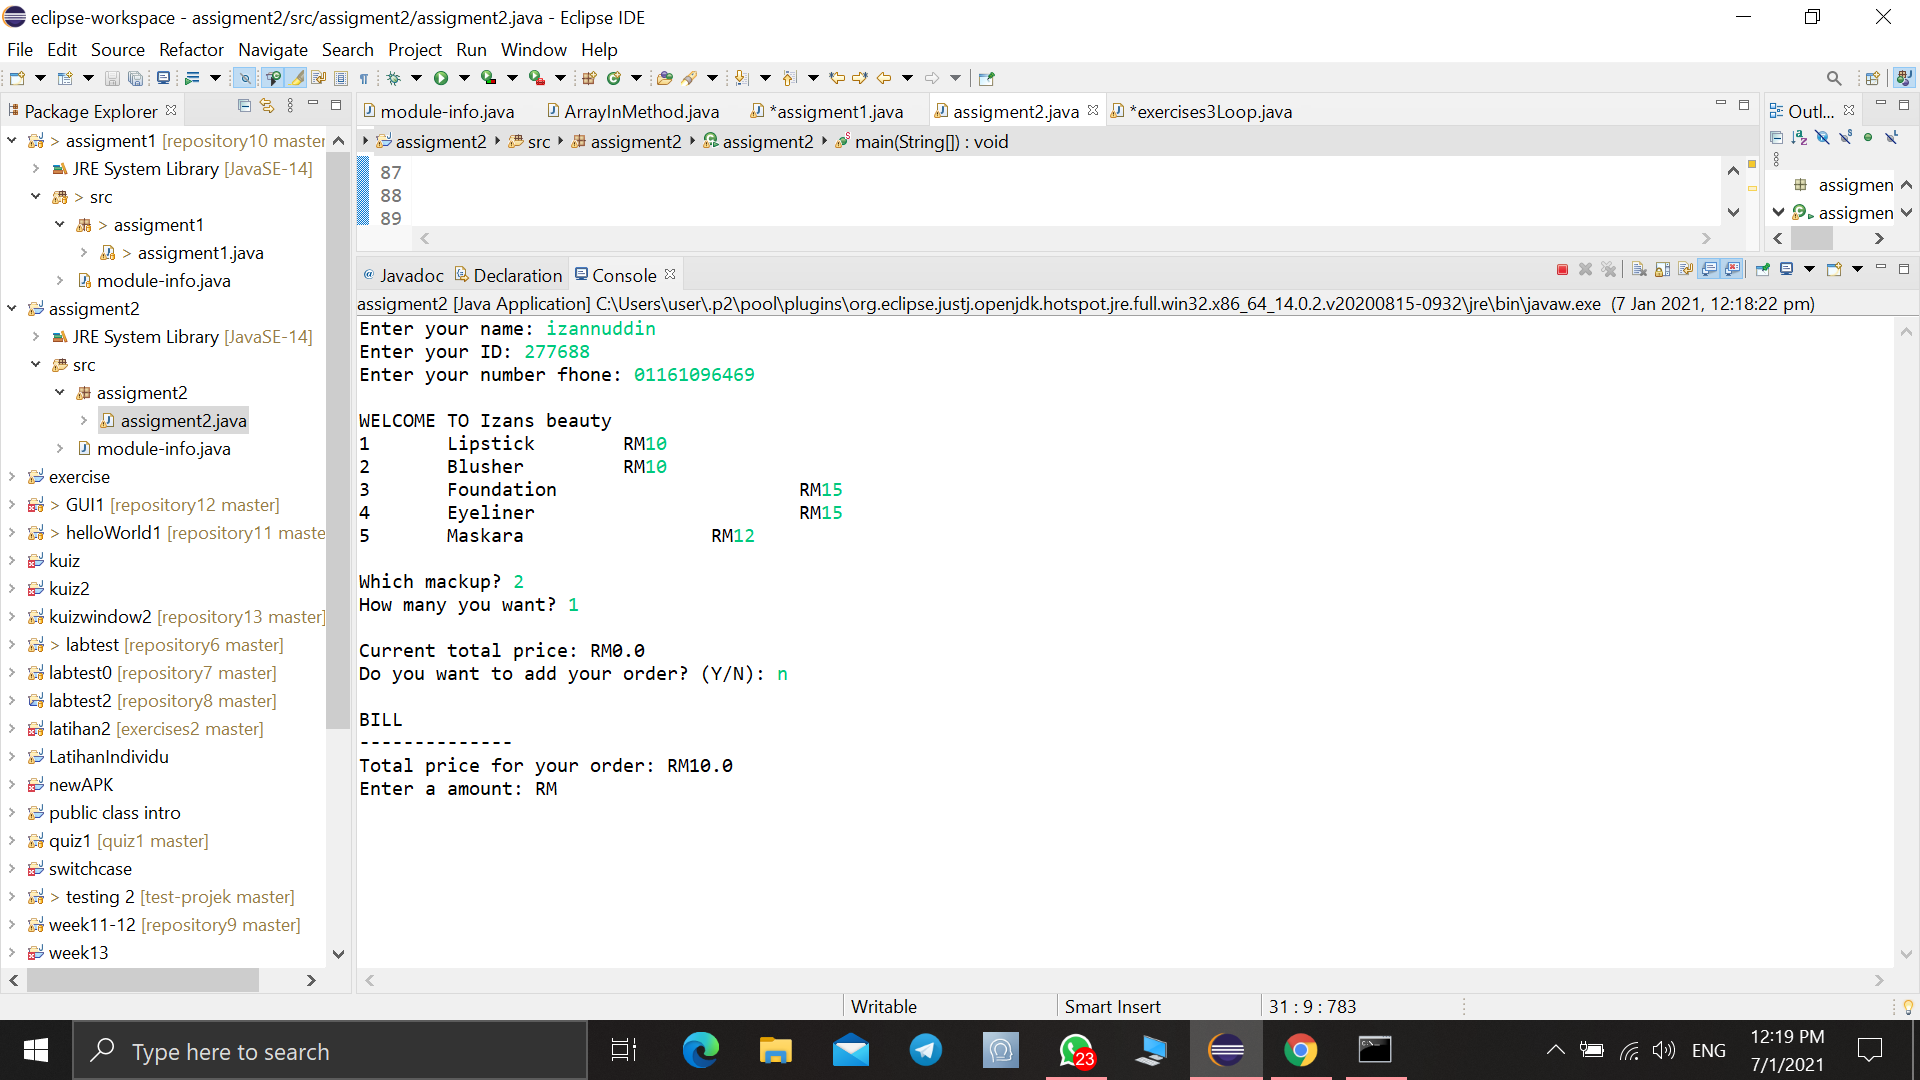 eclipse-workspace - assigment2/src/assigment2/assigment2.java - Eclipse IDE
File Edit Source Refactor Navigate Search Project Run Window Help
Package Explorer
> assigment1 [repository10 master
JRE System Library [JavaSE-14]
> src
> assigment1
> assigment1.java
module-info.java
assigment2
JRE System Library [JavaSE-14]
src
assigment2
assigment2.java
module-info.java
exercise
> GUI1 [repository12 master]
> helloWorld1 [repository11 maste
kuiz
kuiz2
kuizwindow2 [repository13 master]
> labtest [repository6 master]
labtest0 [repository7 master]
labtest2 [repository8 master]
latihan2 [exercises2 master]
LatihanIndividu
newAPK
public class intro
quiz1 [quiz1 master]
switchcase
> testing 2 [test-projek master]
week11-12 [repository9 master]
week13
module-info.java ArrayInMethod.java *assigment1.java assigment2.java *exercises3Loop.java
assigment2 src assigment2 assigment2 main(String[]) : void
87
88
89
Outl...
assigmen
assigmen
Javadoc Declaration Console
assigment2 [Java Application] C:\Users\user\.p2\pool\plugins\org.eclipse.justj.openjdk.hotspot.jre.full.win32.x86_64_14.0.2.v20200815-0932\jre\bin\javaw.exe (7 Jan 2021, 12:18:22 pm)
Enter your name: izannuddin
Enter your ID: 277688
Enter your number fhone: 01161096469
WELCOME TO Izans beauty
1 Lipstick RM10
2 Blusher RM10
3 Foundation RM15
4 Eyeliner RM15
5 Maskara RM12
Which mackup? 2
How many you want? 1
Current total price: RM0.0
Do you want to add your order? (Y/N): n
BILL
--------------
Total price for your order: RM10.0
Enter a amount: RM
Writable Smart Insert 31 : 9 : 783
Type here to search
23
ENG
12:19 PM
7/1/2021